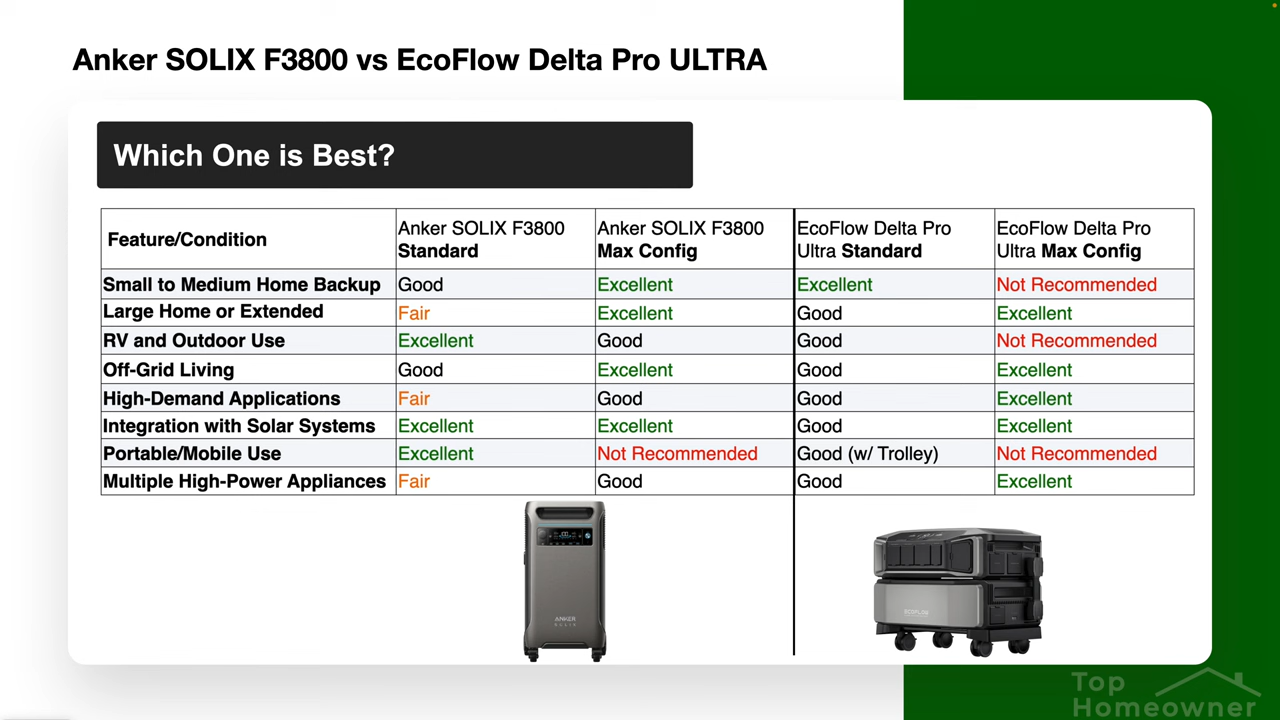 Anker SOLIX F3800 vs EcoFlow Delta Pro ULTRA
Which One is Best?
Feature/Condition
Anker SOLIX F3800
Standard
Anker SOLIX F3800
Max Config
EcoFlow Delta Pro
Ultra Standard
EcoFlow Delta Pro
Ultra Max Config
Small to Medium Home Backup Good Excellent Excellent Not Recommended
Large Home or Extended Fair Excellent Good Excellent
RV and Outdoor Use Excellent Good Good Not Recommended
Off-Grid Living Good Excellent Good Excellent
High-Demand Applications Fair Good Good Excellent
Integration with Solar Systems Excellent Excellent Good Excellent
Portable/Mobile Use Excellent Not Recommended Good (w/ Trolley) Not Recommended
Multiple High-Power Appliances Fair Good Good Excellent
ANKER
SOLIX
ECOFLOW
Top
Homeowner